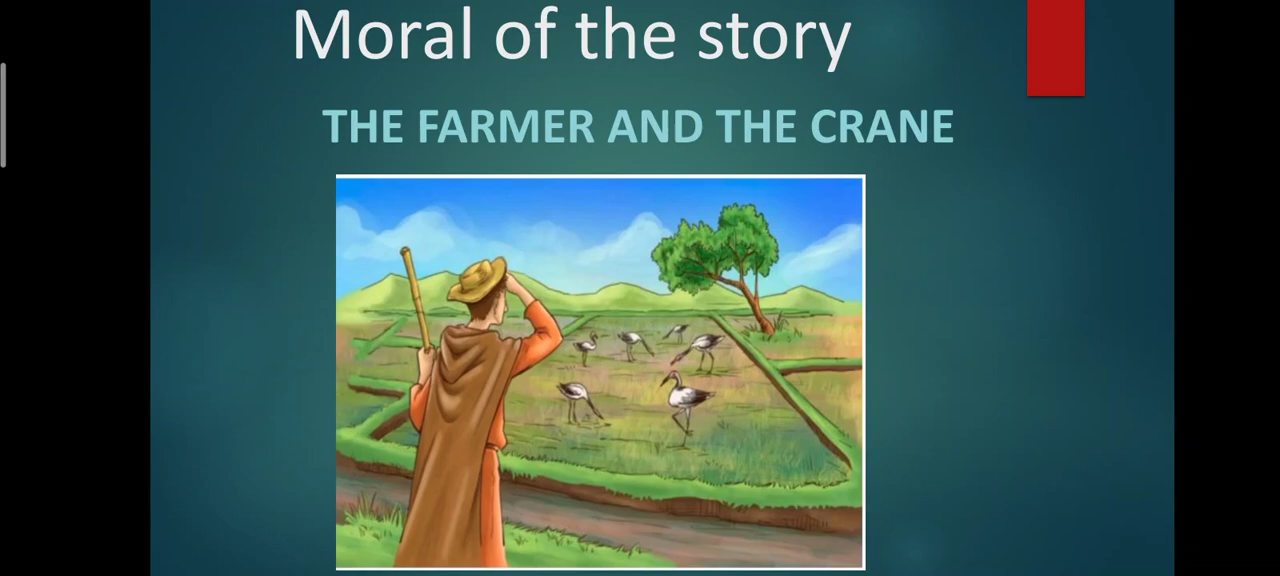 Moral of the story
THE FARMER AND THE CRANE